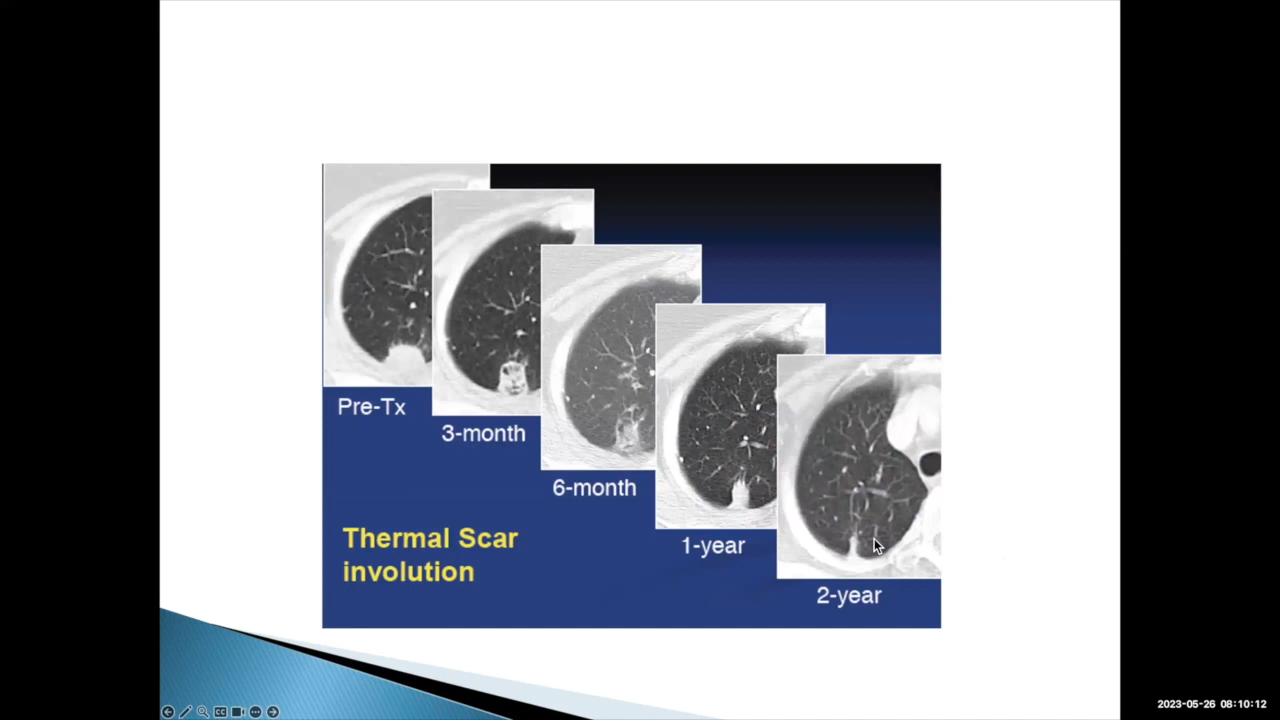 Pre-Tx
3-month
6-month
1-year
2-year
Thermal Scar
involution
CC
2023-05-26 08:10:12